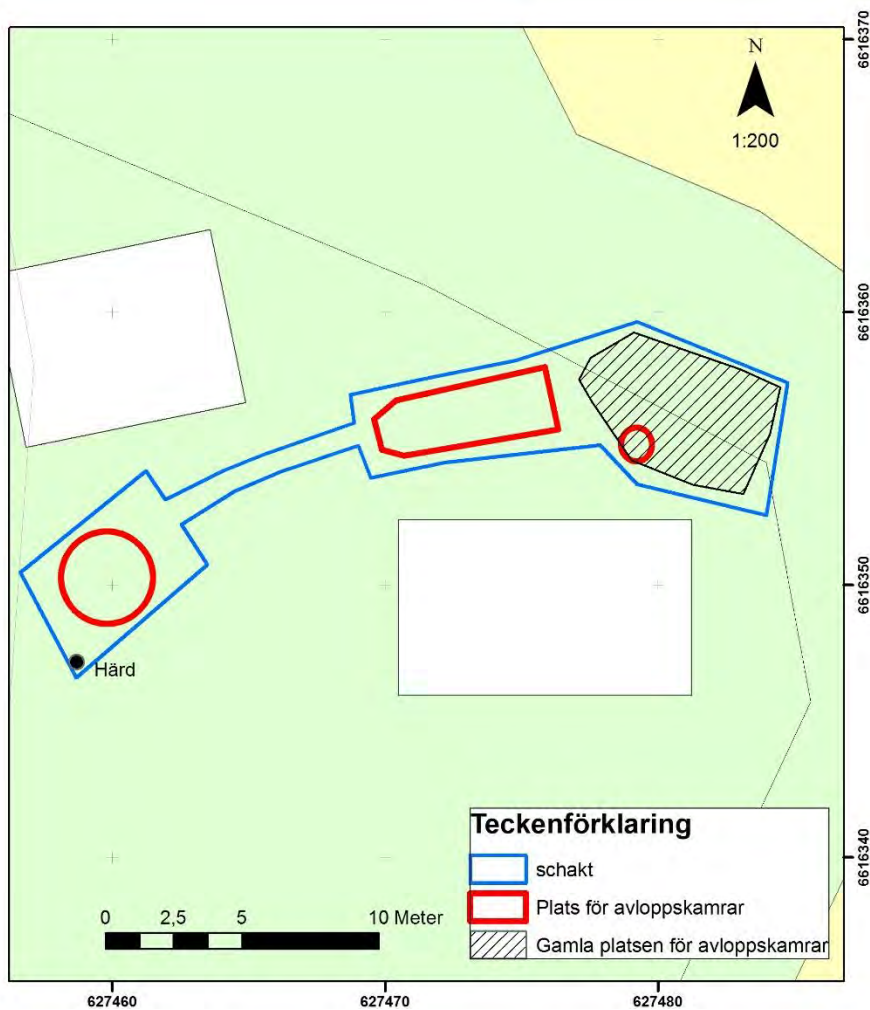 6616370
N
1:200
6616360
6616350
Härd
Teckenförklaring
schakt
Plats för avloppskamrar
Gamla platsen för avloppskamrar
6616340
0 2,5 5 10 Meter
627460 627470 627480